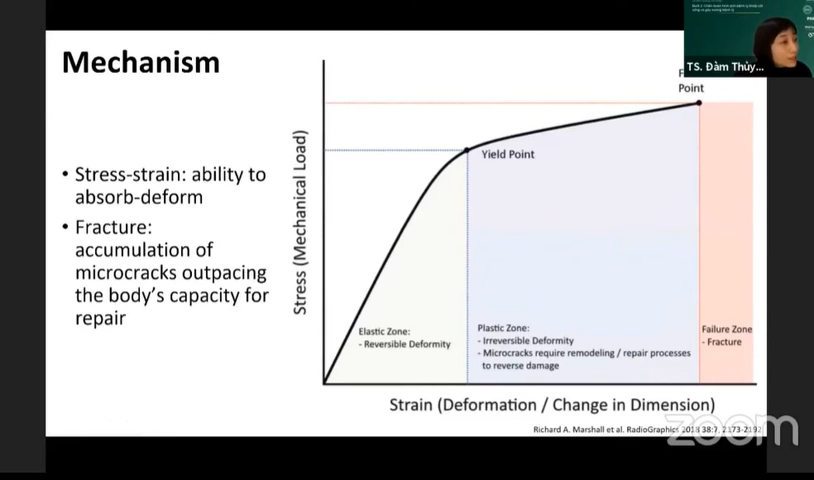 Mechanism
• Stress-strain: ability to
absorb-deform
• Fracture:
accumulation of
microcracks outpacing
the body's capacity for
repair
Stress (Mechanical Load)
Point
Yield Point
Elastic Zone:
- Reversible Deformity
Plastic Zone:
- Irreversible Deformity
- Microcracks require remodeling / repair processes
to reverse damage
Failure Zone
- Fracture
Strain (Deformation / Change in Dimension)
Richard A. Marshall et al. RadioGraphics 2018 38:7, 2173-2192
TS. Đàm Thủy...
zoom